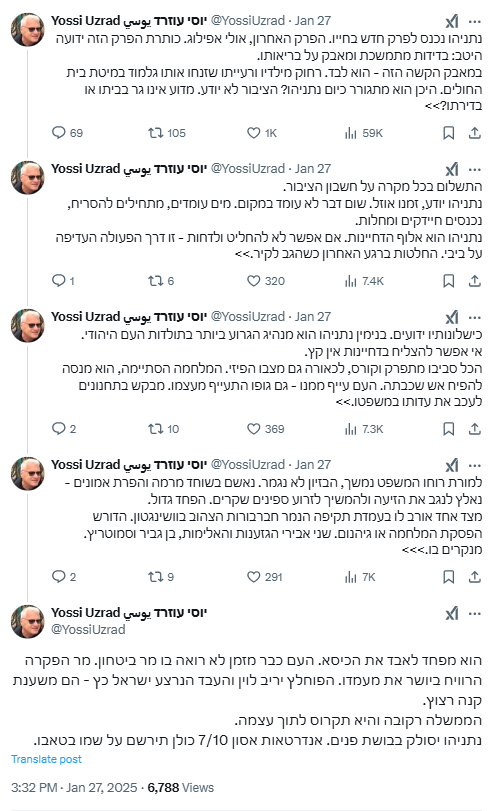 Yossi Uzrad יוסי עוזרד يوسي @YossiUzrad · Jan 27
נתניהו נכנס לפרק חדש בחייו. הפרק האחרון, אולי אפילוג. כותרת הפרק הזה ידועה
היטב: בדידות מתמשכת ומאבק על בריאותו.
במאבק הקשה הזה - הוא לבד. רחוק מילדיו ורעייתו שזנחו אותו גלמוד במיטת בית
החולים. היכן הוא מתגורר כיום נתניהו? הציבור לא יודע. מדוע אינו גר בביתו או
בדירתו?>>
69 105 1K 59K
Yossi Uzrad יוסי עוזרד يوسي @YossiUzrad · Jan 27
התשלום בכל מקרה על חשבון הציבור.
נתניהו יודע, זמנו אוזל. שום דבר לא עומד במקום. מים עומדים, מתחילים להסריח,
נכנסים חיידקים ומחלות.
נתניהו הוא אלוף הדחיינות. אם אפשר לא להחליט ולדחות - זו דרך הפעולה העדיפה
על ביבי. החלטות ברגע האחרון כשהגב לקיר.>>
1 6 320 7.4K
Yossi Uzrad יוסי עוזרד يوسي @YossiUzrad · Jan 27
כישלונותיו ידועים. בנימין נתניהו הוא מנהיג הגרוע ביותר בתולדות העם היהודי.
אי אפשר להצליח בדחיינות אין קץ.
הכל סביבו מתפרק וקורס, לכאורה גם מצבו הפיזי. המלחמה הסתיימה, הוא מנסה
להפיח אש שכבתה. העם עייף ממנו - גם גופו התעייף מעצמו. מבקש בתחנונים
לעכב את עדותו במשפטו.>>
2 10 369 7.3K
Yossi Uzrad יוסי עוזרד يوسي @YossiUzrad · Jan 27
למורת רוחו המשפט נמשך, הבזיון לא נגמר. נאשם בשוחד מרמה והפרת אמונים -
נאלץ לנגב את הזיעה ולהמשיך לזרוע ספינים שקרים. הפחד גדול.
מצד אחד אורב לו בעמדת תקיפה הנמר חברבורות הצהוב בוושינגטון. הדורש
הפסקת המלחמה או גיהנום. שני אבירי הגזענות והאלימות, בן גביר וסמוטריץ.
מנקרים בו.>>>
2 9 291 7K
Yossi Uzrad יוסי עוזרד يوسي
@YossiUzrad
הוא מפחד לאבד את הכיסא. העם כבר מזמן לא רואה בו מר ביטחון. מר הפקרה
הרוויח ביושר את מעמדו. הפוחלץ יריב לוין והעבד הנרצע ישראל כץ - הם משענת
קנה רצוץ.
הממשלה רקובה והיא תקרוס לתוך עצמה.
נתניהו יסולק בבושת פנים. אנדרטאות אסון 7/10 כולן תירשם על שמו בטאבו.
Translate post
3:32 PM · Jan 27, 2025 · 6,788 Views